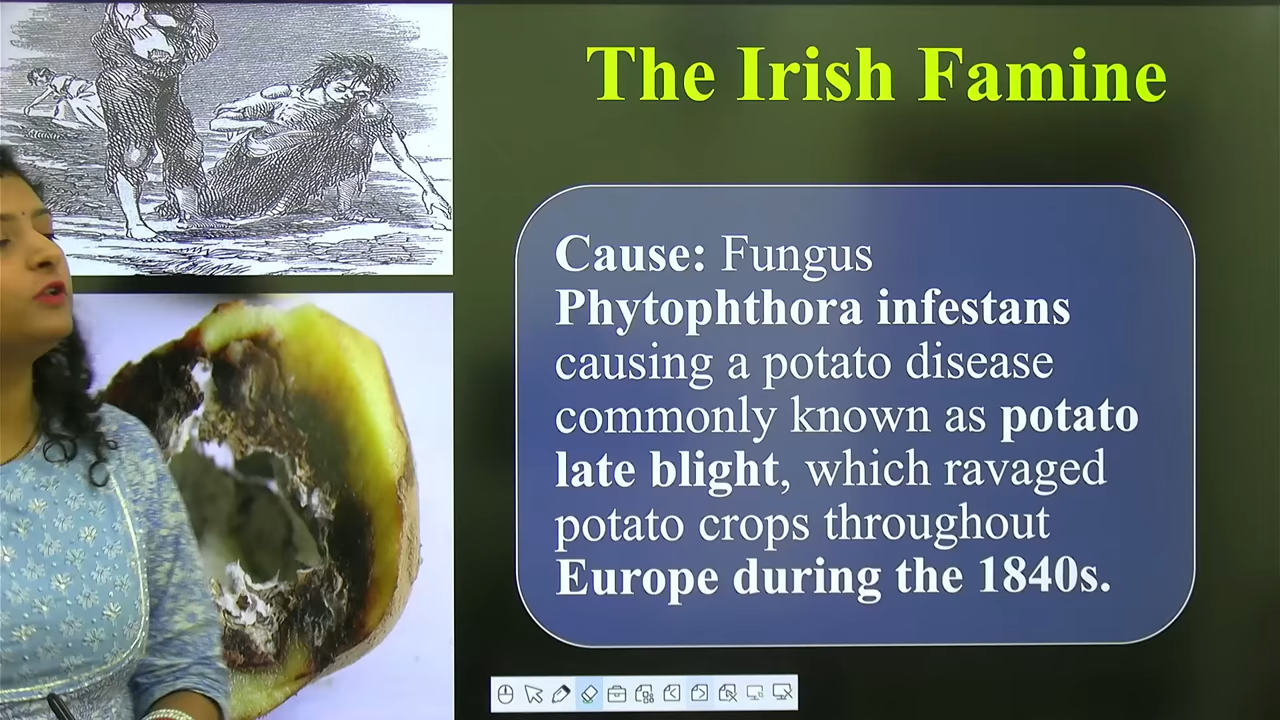 The Irish Famine
Cause: Fungus
Phytophthora infestans
causing a potato disease
commonly known as potato
late blight, which ravaged
potato crops throughout
Europe during the 1840s.